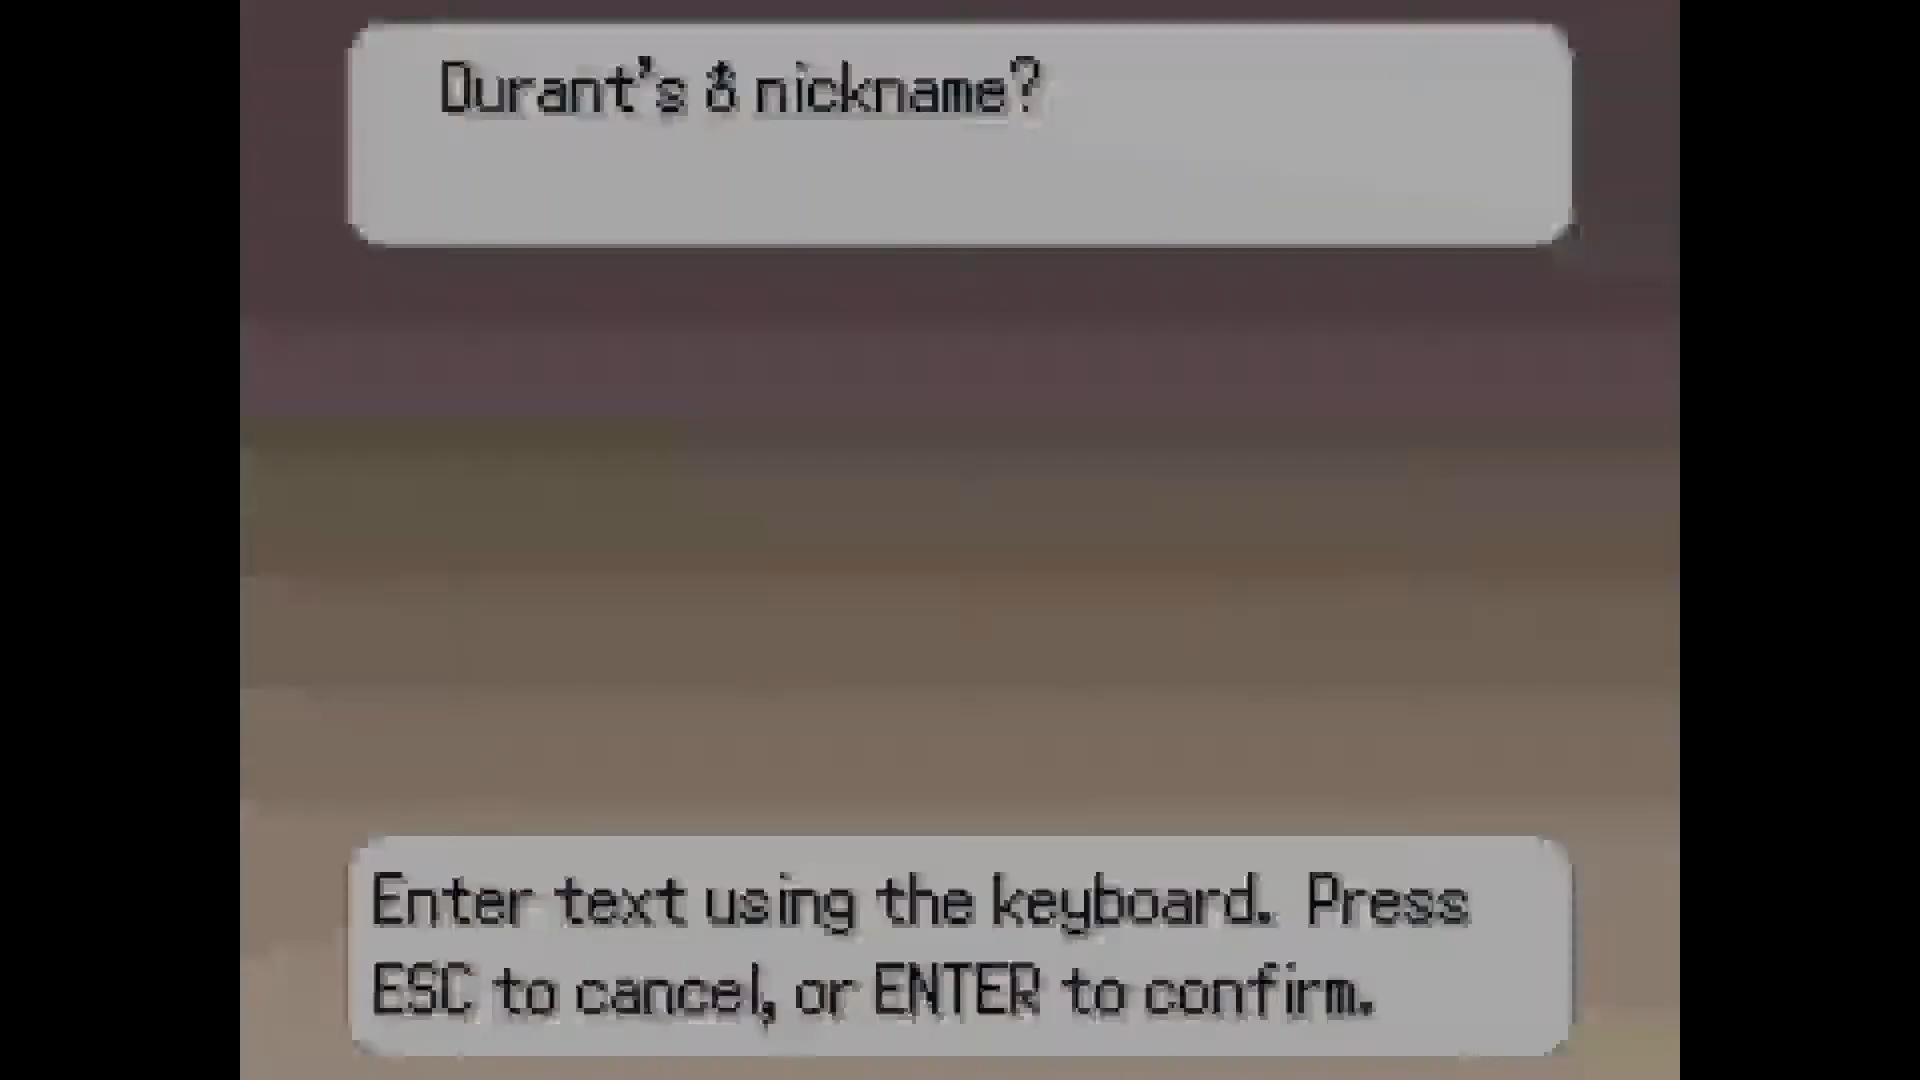 Durant's ♂ nickname?
Enter text using the keyboard. Press
ESC to cancel, or ENTER to confirm.